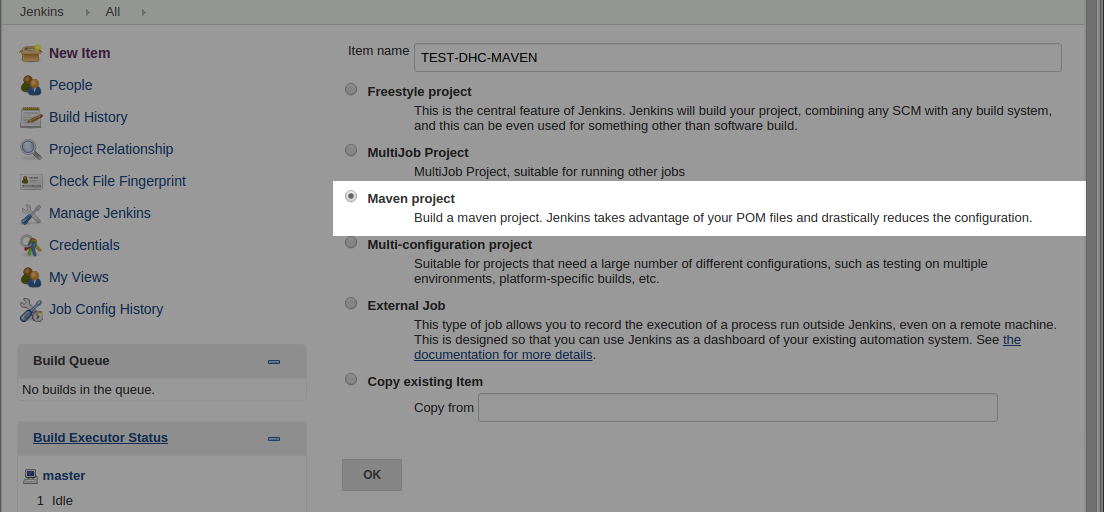 Jenkins
All
New Item
People
Build History
Project Relationship
Check File Fingerprint
Manage Jenkins
Credentials
My Views
Job Config History
Build Queue
No builds in the queue.
Build Executor Status
master
1 Idle
Item name TEST-DHC-MAVEN
Freestyle project
This is the central feature of Jenkins. Jenkins will build your project, combining any SCM with any build system,
and this can be even used for something other than software build.
MultiJob Project
MultiJob Project, suitable for running other jobs
Maven project
Build a maven project. Jenkins takes advantage of your POM files and drastically reduces the configuration.
Multi-configuration project
Suitable for projects that need a large number of different configurations, such as testing on multiple
environments, platform-specific builds, etc.
External Job
This type of job allows you to record the execution of a process run outside Jenkins, even on a remote machine.
This is designed so that you can use Jenkins as a dashboard of your existing automation system. See the
documentation for more details.
Copy existing Item
Copy from
OK